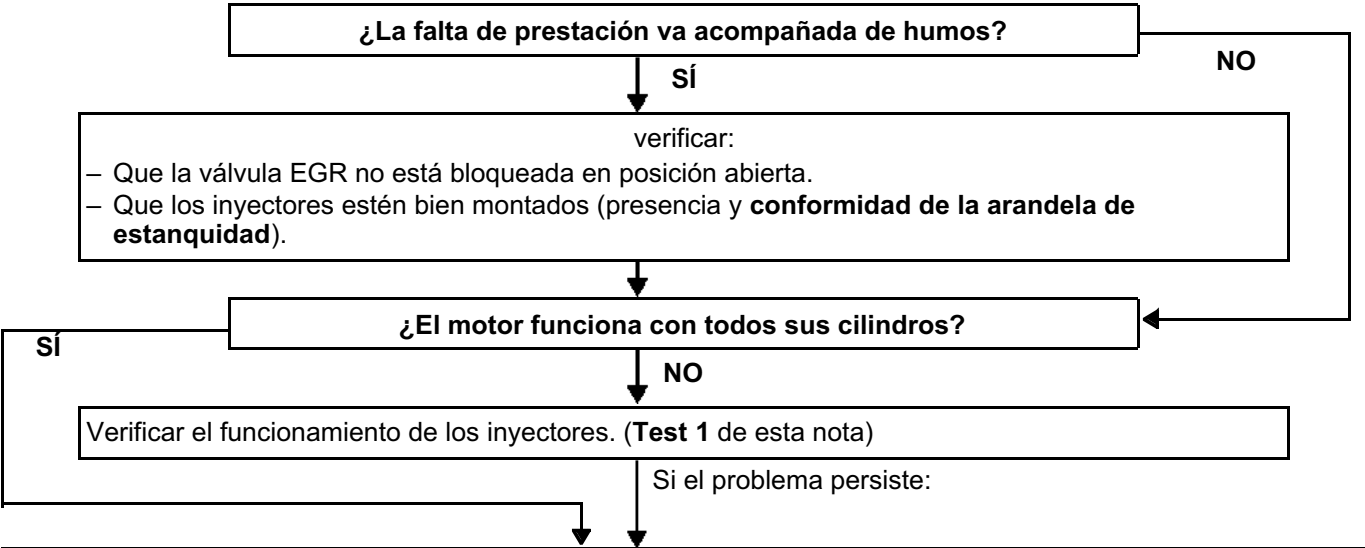 ¿La falta de prestación va acompañada de humos?
NO
SÍ
verificar:
– Que la válvula EGR no está bloqueada en posición abierta.
– Que los inyectores estén bien montados (presencia y conformidad de la arandela de
estanquidad).
¿El motor funciona con todos sus cilindros?
SÍ
NO
Verificar el funcionamiento de los inyectores. (Test 1 de esta nota)
Si el problema persiste: